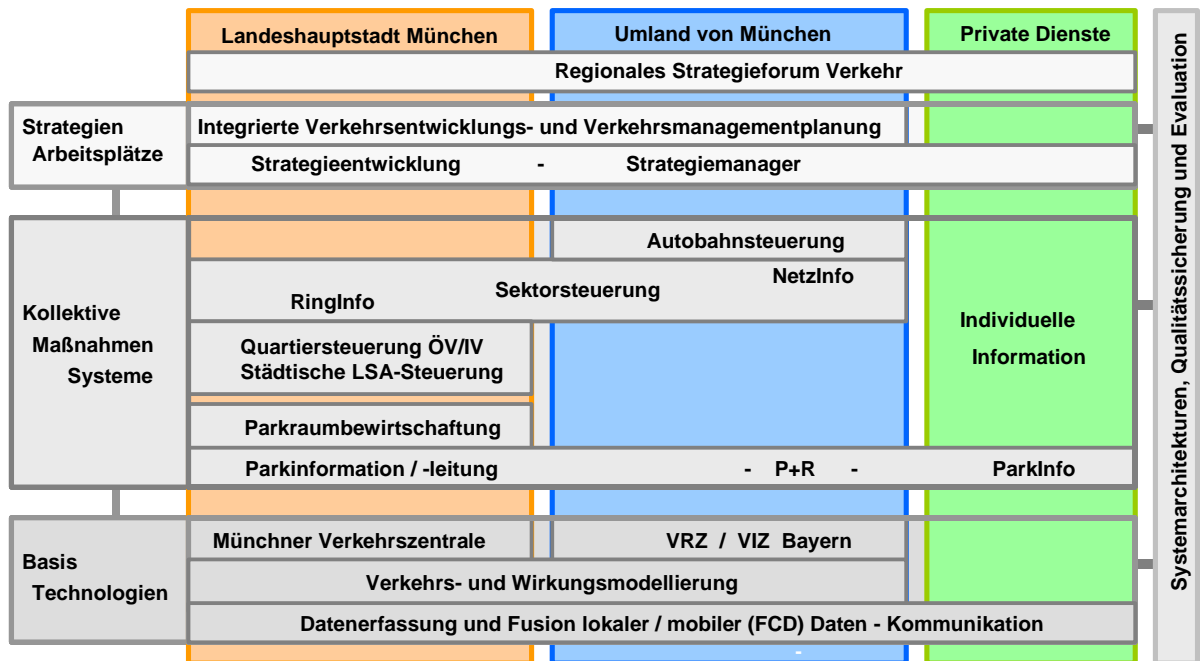 Landeshauptstadt München
Umland von München
Private Dienste
Regionales Strategieforum Verkehr
Strategien
Arbeitsplätze
Integrierte Verkehrsentwicklungs- und Verkehrsmanagementplanung
Strategieentwicklung - Strategiemanager
Kollektive
Maßnahmen
Systeme
Autobahnsteuerung
NetzInfo
Sektorsteuerung
RingInfo
Quartiersteuerung ÖV/IV
Städtische LSA-Steuerung
Parkraumbewirtschaftung
Parkinformation / -leitung - P+R - ParkInfo
Individuelle
Information
Basis
Technologien
Münchner Verkehrszentrale
VRZ / VIZ Bayern
Verkehrs- und Wirkungsmodellierung
Datenerfassung und Fusion lokaler / mobiler (FCD) Daten - Kommunikation
-
Systemarchitekturen, Qualitätssicherung und Evaluation